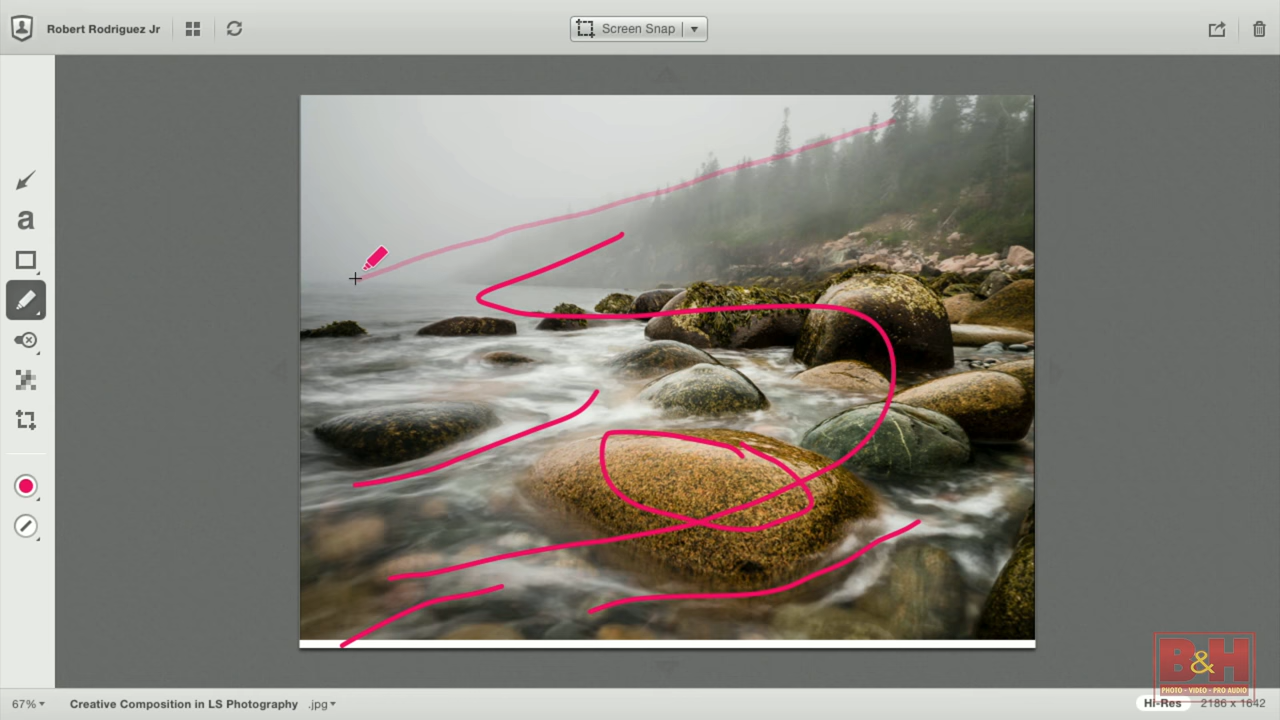 Robert Rodriguez Jr
Screen Snap
a
B&H
PHOTO • VIDEO • PRO AUDIO
67%
Creative Composition in LS Photography .jpg
Hi-Res
2186 x 1642